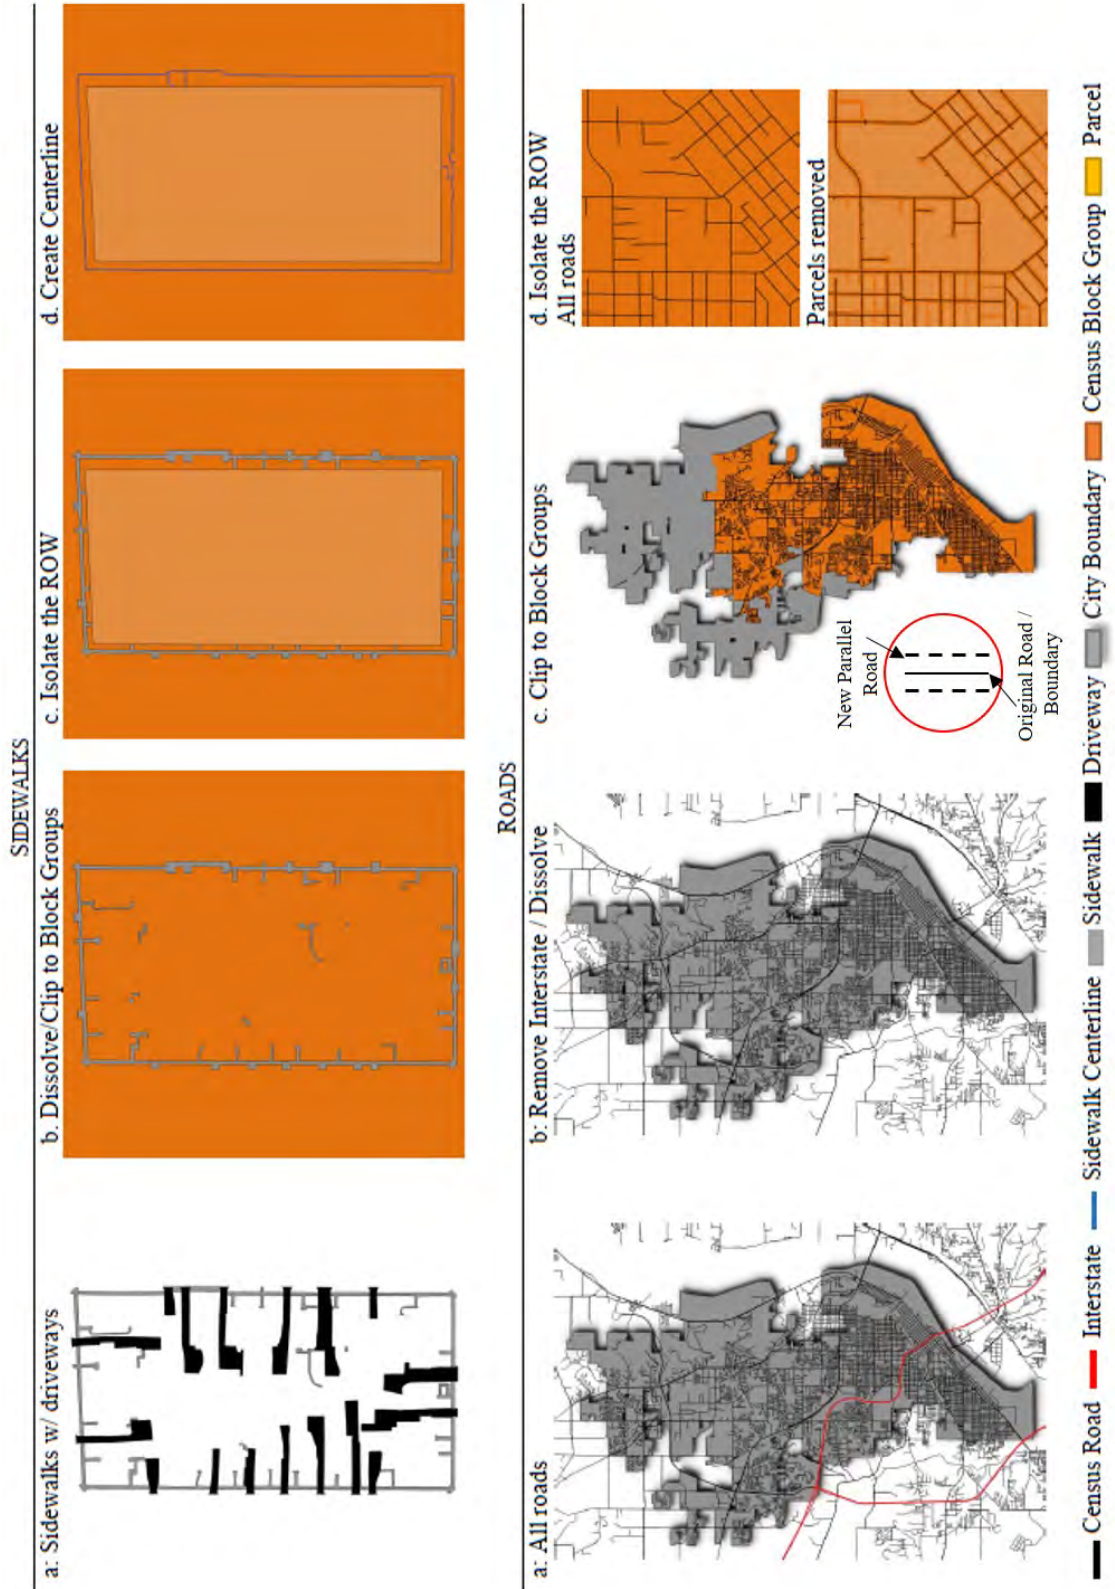 SIDEWALKS
a: Sidewalks w/ driveways
b. Dissolve/Clip to Block Groups
c. Isolate the ROW
d. Create Centerline
ROADS
a: All roads
b: Remove Interstate / Dissolve
c. Clip to Block Groups
New Parallel
Road
Original Road /
Boundary
d. Isolate the ROW
All roads
Parcels removed
Census Road
Interstate
Sidewalk Centerline
Sidewalk
Driveway
City Boundary
Census Block Group
Parcel